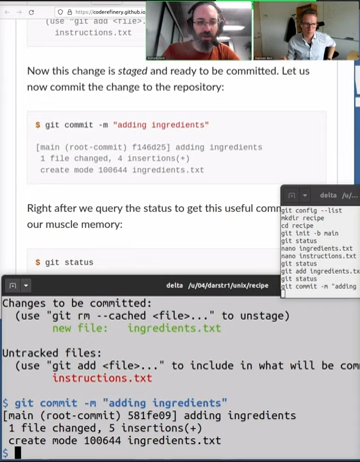 https://coderefinery.github.io
(use "git add <file>...
instructions.txt
Now this change is staged and ready to be committed. Let us
now commit the change to the repository:
$ git commit -m "adding ingredients"
[main (root-commit) f146d25] adding ingredients
1 file changed, 4 insertions(+)
create mode 100644 ingredients.txt
Right after we query the status to get this useful com
our muscle memory:
$ git status
delta /u/...
git config --list
mkdir recipe
cd recipe
git init -b main
git status
nano ingredients.txt
nano instructions.txt
git status
git add ingredients.tx
git status
git commit -m "adding
delta /u/04/darstr1/unix/recipe
Changes to be committed:
(use "git rm --cached <file>..." to unstage)
new file: ingredients.txt
Untracked files:
(use "git add <file>..." to include in what will be com
instructions.txt
$ git commit -m "adding ingredients"
[main (root-commit) 581fe09] adding ingredients
1 file changed, 5 insertions(+)
create mode 100644 ingredients.txt
$